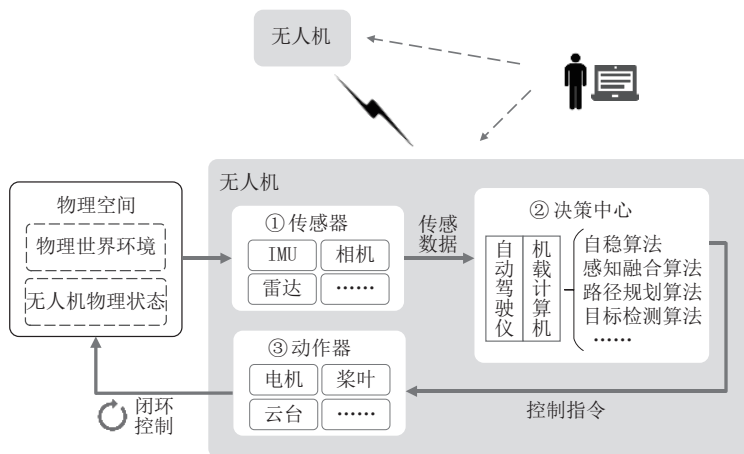 无人机
无人机
物理空间
物理世界环境
无人机物理状态
①传感器
IMU
相机
雷达
……
传感
数据
②决策中心
自动驾驶仪
机载计算机
自稳算法
感知融合算法
路径规划算法
目标检测算法
……
③动作器
电机
桨叶
云台
……
控制指令
闭环
控制